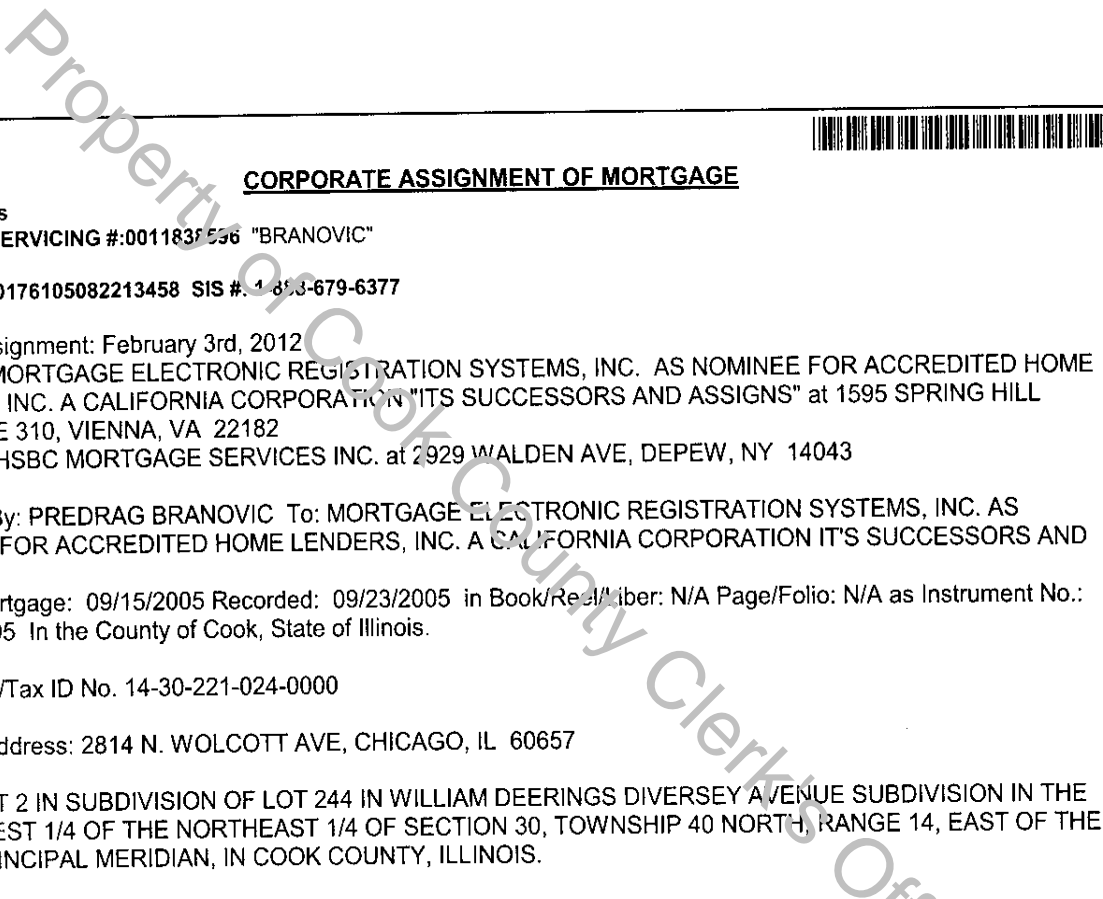 Property of Cook County Clerk's Off
CORPORATE ASSIGNMENT OF MORTGAGE
s
ERVICING #: "BRANOVIC"
0176105082213458 SIS #: 1-888-679-6377
signment: February 3rd, 2012
MORTGAGE ELECTRONIC REGISTRATION SYSTEMS, INC. AS NOMINEE FOR ACCREDITED HOME
INC. A CALIFORNIA CORPORATION "ITS SUCCESSORS AND ASSIGNS" at 1595 SPRING HILL
E 310, VIENNA, VA 22182
HSBC MORTGAGE SERVICES INC. at 2929 WALDEN AVE, DEPEW, NY 14043
By: PREDRAG BRANOVIC To: MORTGAGE ELECTRONIC REGISTRATION SYSTEMS, INC. AS
FOR ACCREDITED HOME LENDERS, INC. A CALIFORNIA CORPORATION IT'S SUCCESSORS AND
rtgage: 09/15/2005 Recorded: 09/23/2005 in Book/Reel/Liber: N/A Page/Folio: N/A as Instrument No.:
95 In the County of Cook, State of Illinois.
/Tax ID No. 14-30-221-024-0000
ddress: 2814 N. WOLCOTT AVE, CHICAGO, IL 60657
T 2 IN SUBDIVISION OF LOT 244 IN WILLIAM DEERINGS DIVERSEY AVENUE SUBDIVISION IN THE
EST 1/4 OF THE NORTHEAST 1/4 OF SECTION 30, TOWNSHIP 40 NORTH, RANGE 14, EAST OF THE
INCIPAL MERIDIAN, IN COOK COUNTY, ILLINOIS.